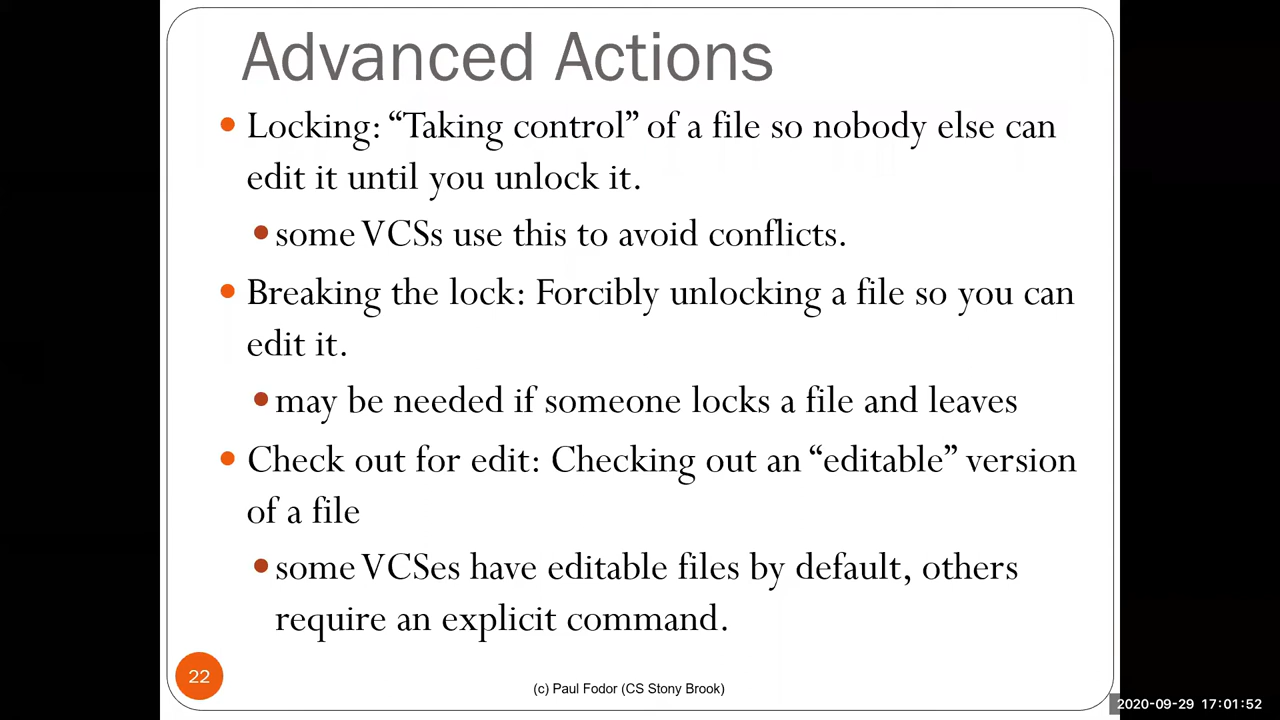 Advanced Actions
Locking: “Taking control” of a file so nobody else can
edit it until you unlock it.
some VCSs use this to avoid conflicts.
Breaking the lock: Forcibly unlocking a file so you can
edit it.
may be needed if someone locks a file and leaves
Check out for edit: Checking out an “editable” version
of a file
some VCSes have editable files by default, others
require an explicit command.
22
(c) Paul Fodor (CS Stony Brook)
2020-09-29 17:01:52